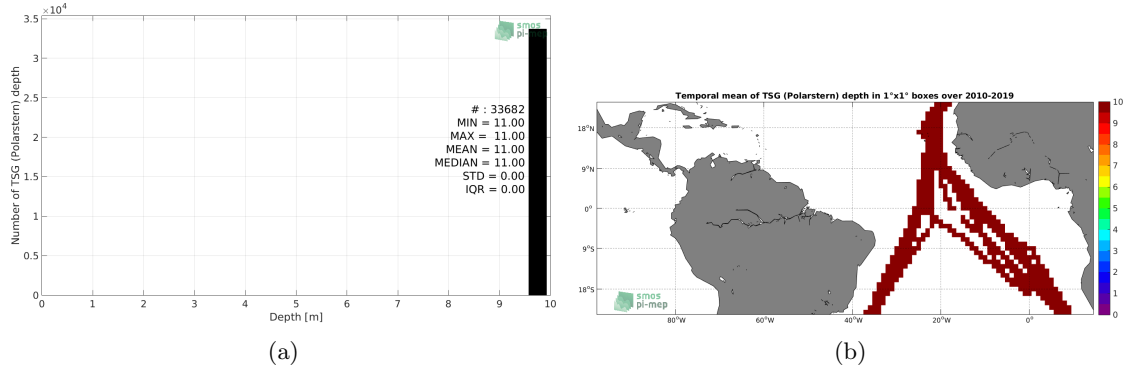 3.5 ×10⁴
3
2.5
2
1.5
1
0.5
0
Number of TSG (Polarstern) depth
smos
pi-mep
# : 33682
MIN = 11.00
MAX = 11.00
MEAN = 11.00
MEDIAN = 11.00
STD = 0.00
IQR = 0.00
0 1 2 3 4 5 6 7 8 9 10
Depth [m]
(a)
Temporal mean of TSG (Polarstern) depth in 1°x1° boxes over 2010-2019
18°N
9°N
0°
9°S
18°S
80°W 60°W 40°W 20°W 0°
smos
pi-mep
10
9
8
7
6
5
4
3
2
1
0
(b)